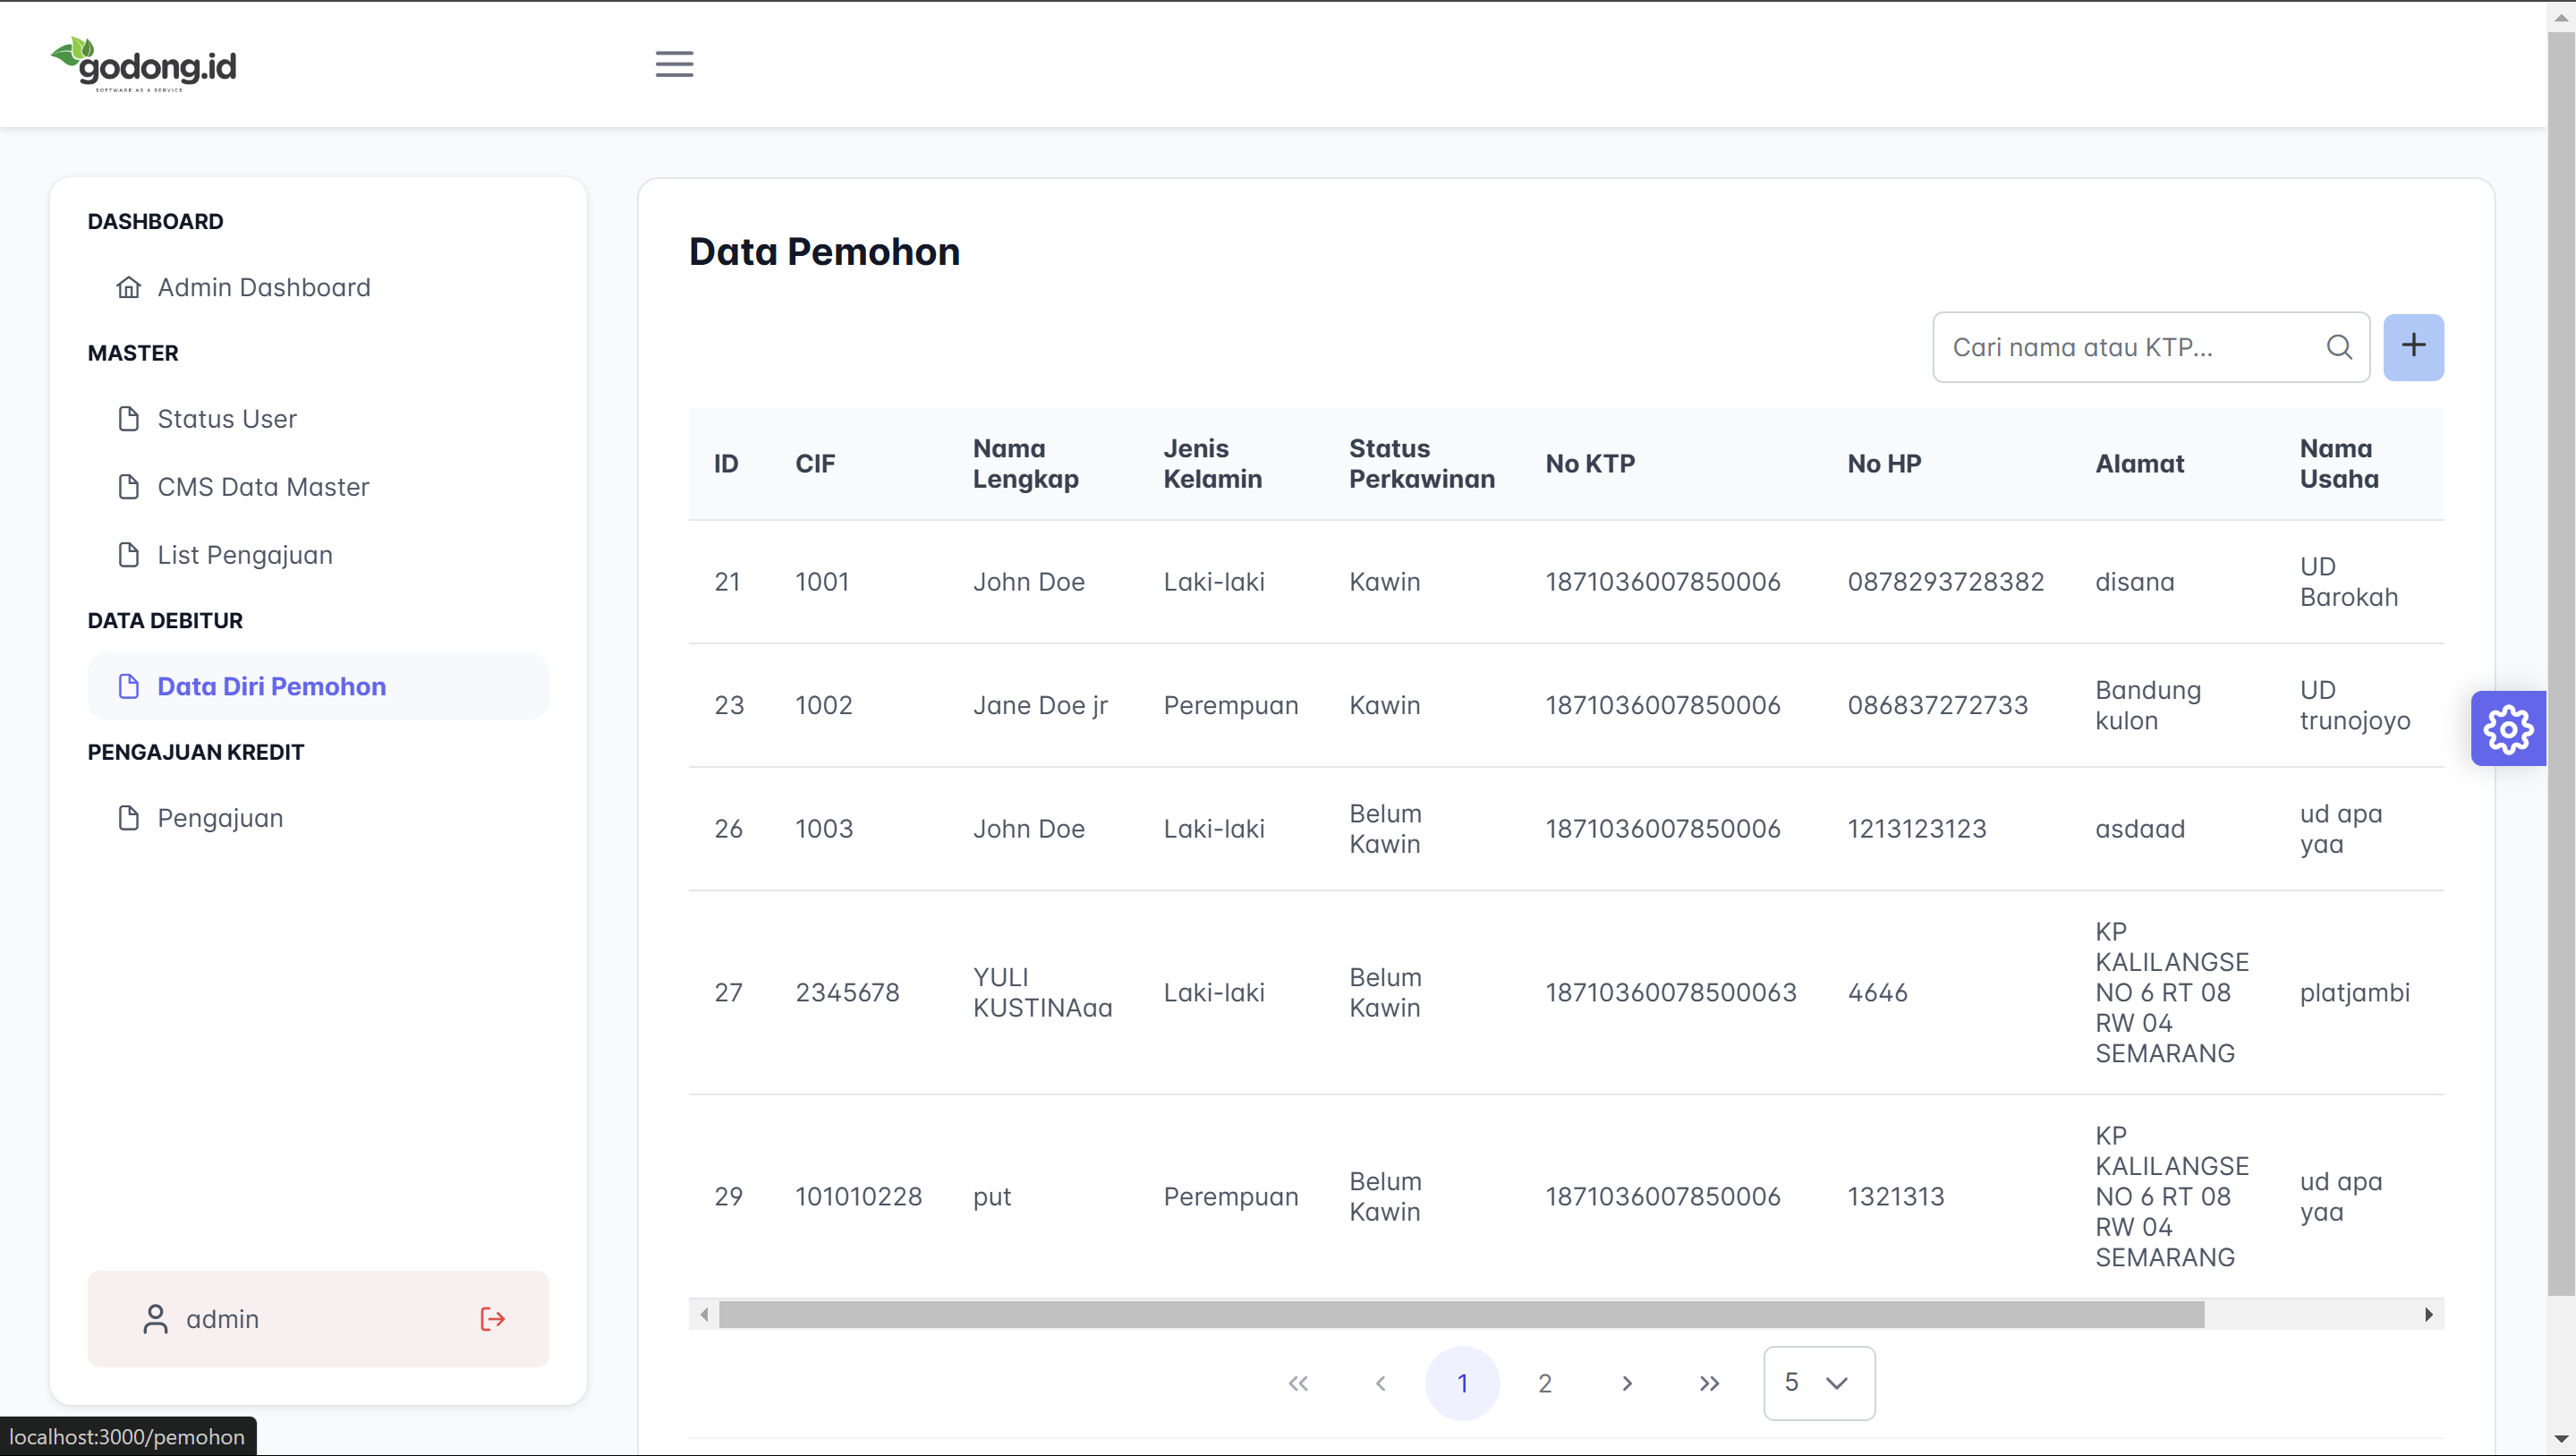 godong.id
SOFTWARE AS A SERVICE
DASHBOARD
Admin Dashboard
MASTER
Status User
CMS Data Master
List Pengajuan
DATA DEBITUR
Data Diri Pemohon
PENGAJUAN KREDIT
Pengajuan
admin
localhost:3000/pemohon
Data Pemohon
Cari nama atau KTP...
ID CIF Nama Lengkap Jenis Kelamin Status Perkawinan No KTP No HP Alamat Nama Usaha
21 1001 John Doe Laki-laki Kawin 1871036007850006 0878293728382 disana UD Barokah
23 1002 Jane Doe jr Perempuan Kawin 1871036007850006 086837272733 Bandung kulon UD trunojoyo
26 1003 John Doe Laki-laki Belum Kawin 1871036007850006 1213123123 asdaad ud apa yaa
27 2345678 YULI KUSTINAaa Laki-laki Belum Kawin 18710360078500063 4646 KP KALILANGSE NO 6 RT 08 RW 04 SEMARANG platjambi
29 101010228 put Perempuan Belum Kawin 1871036007850006 1321313 KP KALILANGSE NO 6 RT 08 RW 04 SEMARANG ud apa yaa
1 2 5